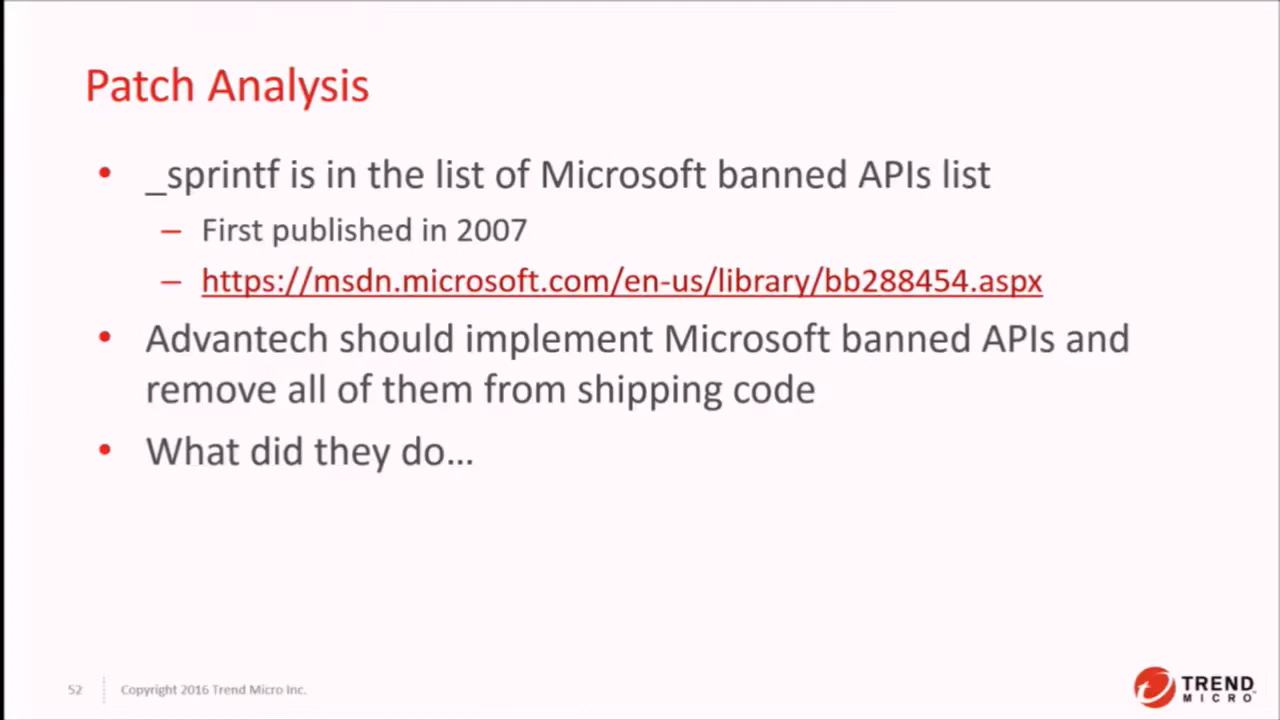 Patch Analysis
• _sprintf is in the list of Microsoft banned APIs list
– First published in 2007
– https://msdn.microsoft.com/en-us/library/bb288454.aspx
• Advantech should implement Microsoft banned APIs and
remove all of them from shipping code
• What did they do...
52
Copyright 2016 Trend Micro Inc.
TREND
MICRO